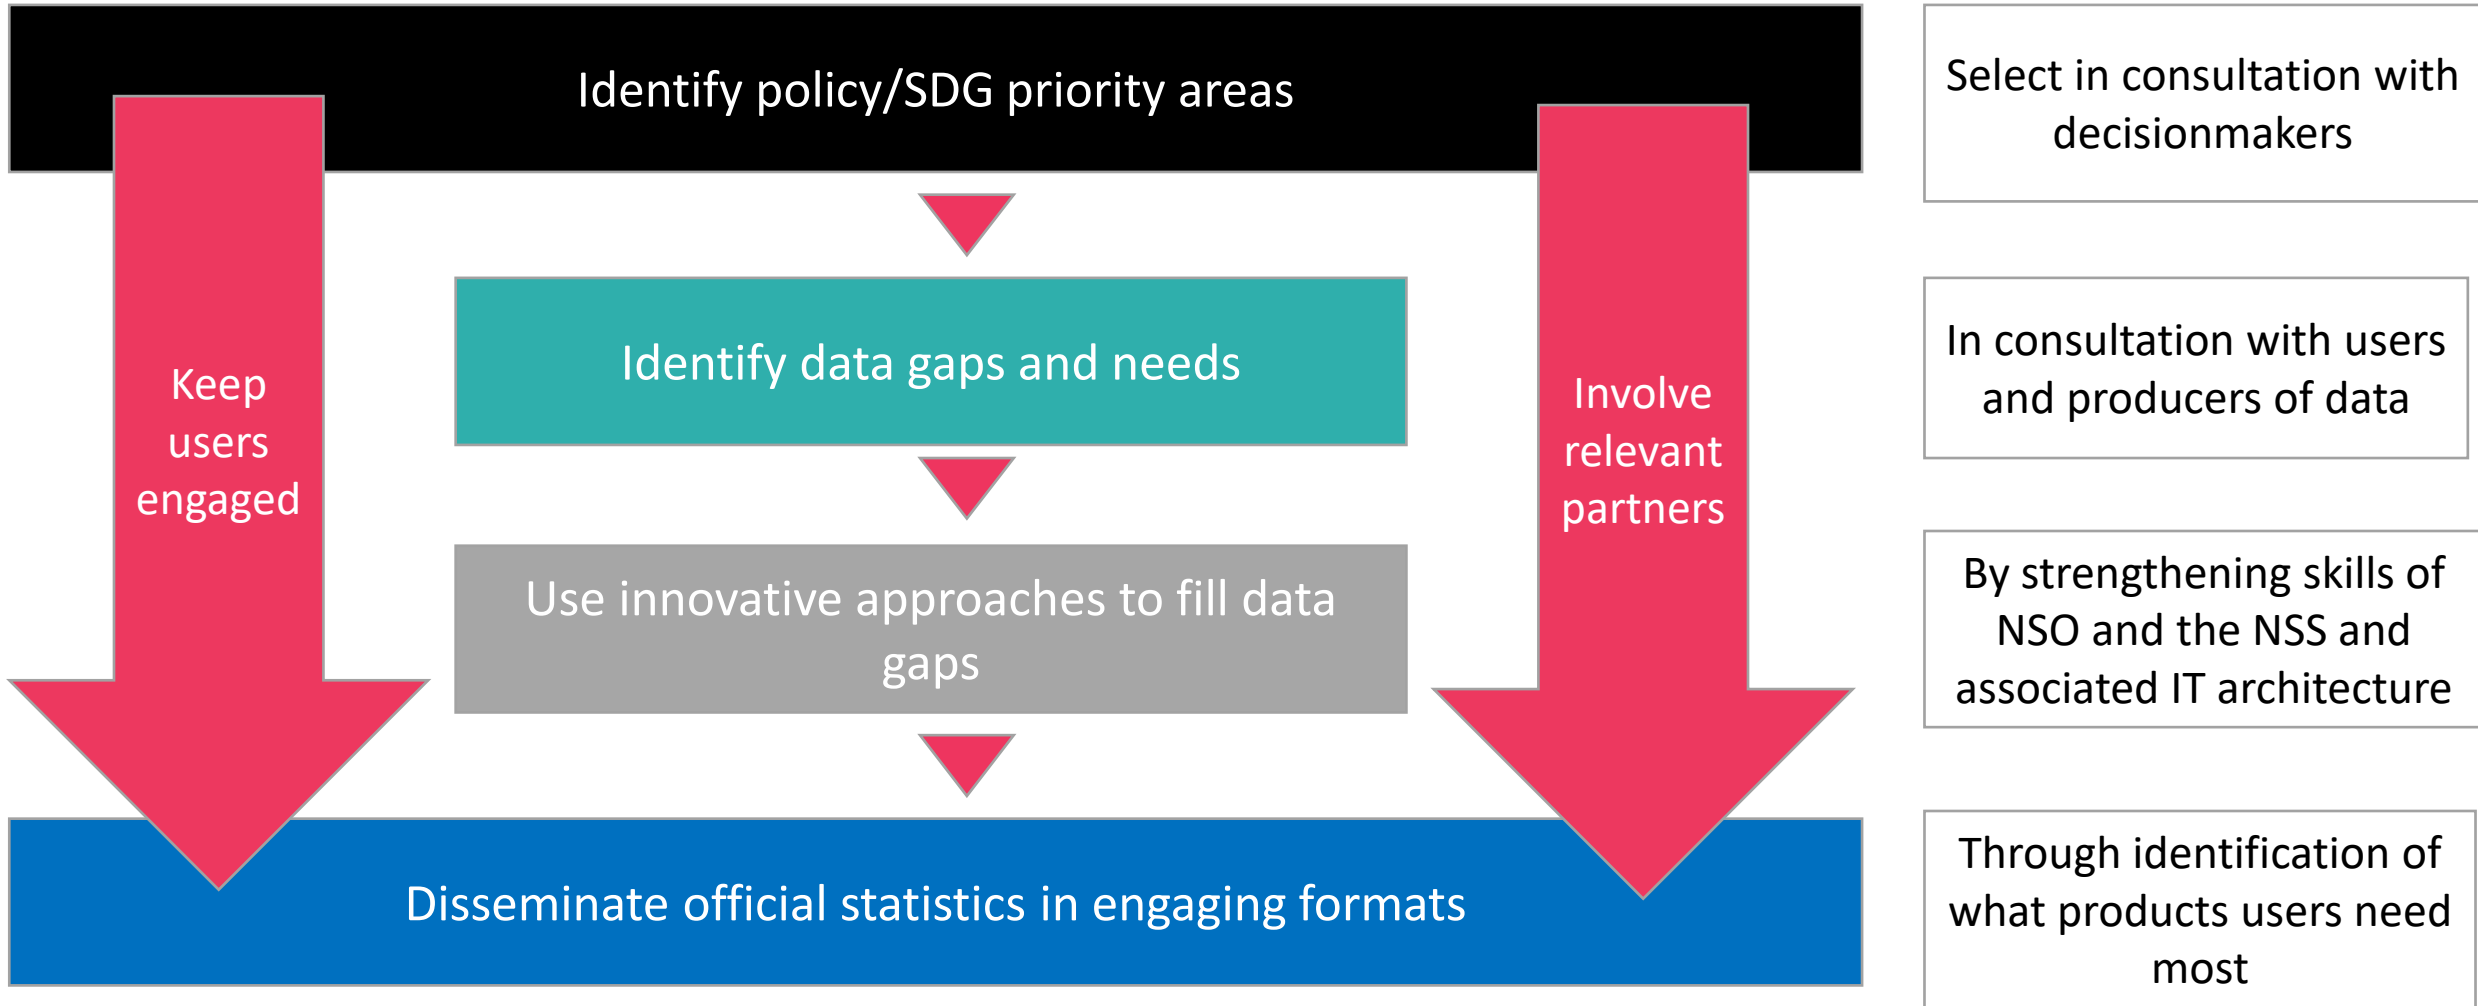 Identify policy/SDG priority areas
Select in consultation with
decisionmakers
Keep
users
engaged
Identify data gaps and needs
Involve
relevant
partners
In consultation with users
and producers of data
Use innovative approaches to fill data
gaps
By strengthening skills of
NSO and the NSS and
associated IT architecture
Disseminate official statistics in engaging formats
Through identification of
what products users need
most